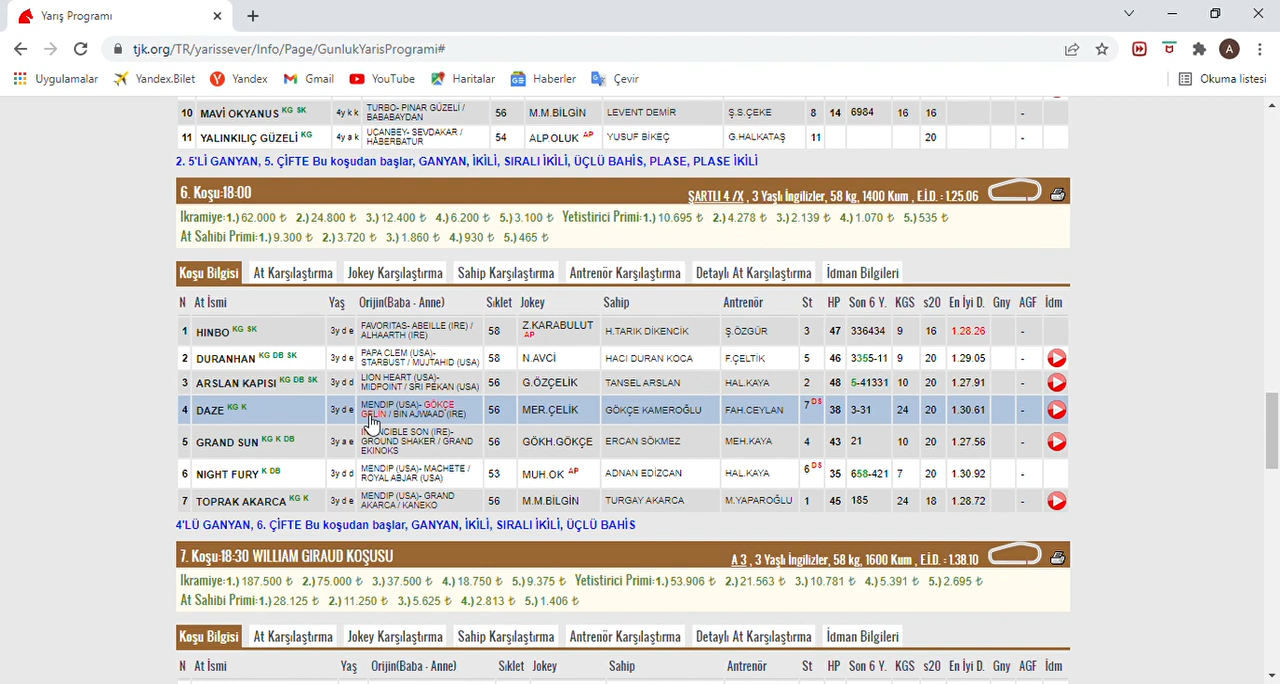 Yarış Programı
tjk.org/TR/yarissever/Info/Page/GunlukYarisProgrami#
A
Uygulamalar Yandex.Bilet Yandex Gmail YouTube Haritalar Haberler Çevir Okuma listesi
10 MAVİ OKYANUS KG SK 4y k k TURBO- PINAR GÜZELİ / BABABAYDAN 56 M.M.BİLGİN LEVENT DEMİR Ş.S.ÇEKE 8 14 6984 16 16 -
11 YALINKILIÇ GÜZELİ KG 4y a k UÇANBEY- SEVDAKAR / HABERBATUR 54 ALP.OLUK AP YUSUF BİKEÇ G.HALKATAŞ 11 20 -
2. 5'Lİ GANYAN, 5. ÇİFTE Bu koşudan başlar, GANYAN, İKİLİ, SIRALI İKİLİ, ÜÇLÜ BAHİS, PLASE, PLASE İKİLİ
6. Koşu:18:00 ŞARTLI 4 /X , 3 Yaşlı İngilizler, 58 kg, 1400 Kum , E.İ.D. : 1.25.06
Ikramiye:1.) 62.000 ₺ 2.) 24.800 ₺ 3.) 12.400 ₺ 4.) 6.200 ₺ 5.) 3.100 ₺ Yetistirici Primi:1.) 10.695 ₺ 2.) 4.278 ₺ 3.) 2.139 ₺ 4.) 1.070 ₺ 5.) 535 ₺
At Sahibi Primi:1.) 9.300 ₺ 2.) 3.720 ₺ 3.) 1.860 ₺ 4.) 930 ₺ 5.) 465 ₺
Koşu Bilgisi At Karşılaştırma Jokey Karşılaştırma Sahip Karşılaştırma Antrenör Karşılaştırma Detaylı At Karşılaştırma İdman Bilgileri
N At İsmi Yaş Orijin(Baba - Anne) Sıklet Jokey Sahip Antrenör St HP Son 6 Y. KGS s20 En İyi D. Gny AGF İdm
1 HINBO KG SK 3y d e FAVORITAS- ABEILLE (IRE) / ALHAARTH (IRE) 58 Z.KARABULUT AP H.TARIK DİKENCİK Ş.ÖZGÜR 3 47 336434 9 16 1.28.26 -
2 DURANHAN KG DB SK 3y d e PAPA CLEM (USA)- STARBUST / MUJTAHID (USA) 58 N.AVCİ HACI DURAN KOCA F.ÇELTİK 5 46 3355-11 9 20 1.29.05 -
3 ARSLAN KAPISI KG DB SK 3y d d LION HEART (USA)- MIDPOINT / SRI PEKAN (USA) 56 G.ÖZÇELİK TANSEL ARSLAN HAL.KAYA 2 48 5-41331 10 20 1.27.91 -
4 DAZE KG K 3y d e MENDIP (USA)- GÖKÇE GELİN / BIN AJWAAD (IRE) 56 MER.ÇELİK GÖKÇE KAMEROĞLU FAH.CEYLAN 7 DS 38 3-31 24 20 1.30.61 -
5 GRAND SUN KG K DB 3y a e INVINCIBLE SON (IRE)- GROUND SHAKER / GRAND EKINOKS 56 GÖKH.GÖKÇE ERCAN SÖKMEZ MEH.KAYA 4 43 21 10 20 1.27.56 -
6 NIGHT FURY K DB 3y d d MENDIP (USA)- MACHETE / ROYAL ABJAR (USA) 53 MUH.OK AP ADNAN EDİZCAN HAL.KAYA 6 DS 35 658-421 7 20 1.30.92 -
7 TOPRAK AKARCA KG K 3y d e MENDIP (USA)- GRAND AKARCA / KANEKO 56 M.M.BİLGİN TURGAY AKARCA M.YAPAROĞLU 1 45 185 24 18 1.28.72 -
4'LÜ GANYAN, 6. ÇİFTE Bu koşudan başlar, GANYAN, İKİLİ, SIRALI İKİLİ, ÜÇLÜ BAHİS
7. Koşu:18:30 WILLIAM GIRAUD KOŞUSU A 3 , 3 Yaşlı İngilizler, 58 kg, 1600 Kum , E.İ.D. : 1.38.10
Ikramiye:1.) 187.500 ₺ 2.) 75.000 ₺ 3.) 37.500 ₺ 4.) 18.750 ₺ 5.) 9.375 ₺ Yetistirici Primi:1.) 53.906 ₺ 2.) 21.563 ₺ 3.) 10.781 ₺ 4.) 5.391 ₺ 5.) 2.695 ₺
At Sahibi Primi:1.) 28.125 ₺ 2.) 11.250 ₺ 3.) 5.625 ₺ 4.) 2.813 ₺ 5.) 1.406 ₺
Koşu Bilgisi At Karşılaştırma Jokey Karşılaştırma Sahip Karşılaştırma Antrenör Karşılaştırma Detaylı At Karşılaştırma İdman Bilgileri
N At İsmi Yaş Orijin(Baba - Anne) Sıklet Jokey Sahip Antrenör St HP Son 6 Y. KGS s20 En İyi D. Gny AGF İdm